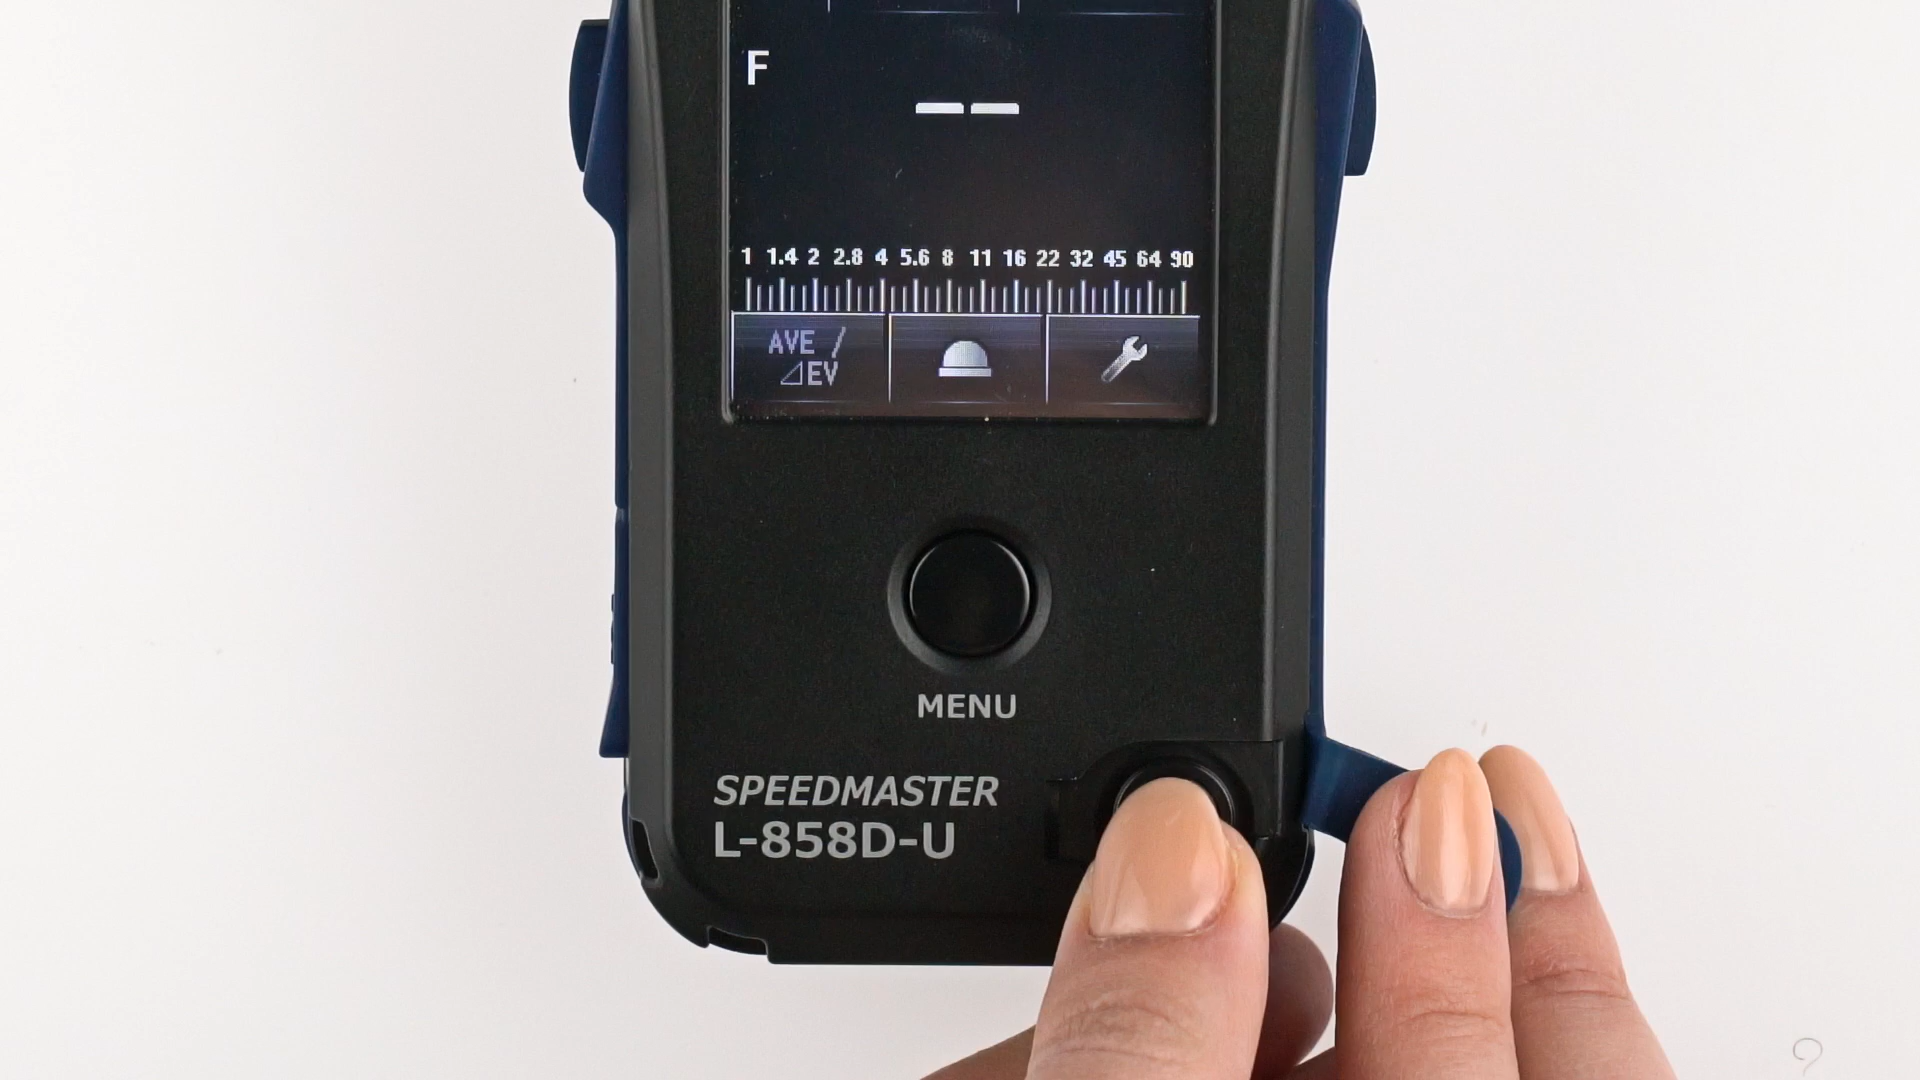 F
1 1.4 2 2.8 4 5.6 8 11 16 22 32 45 64 90
AVE /
⊿EV
MENU
SPEEDMASTER
L-858D-U